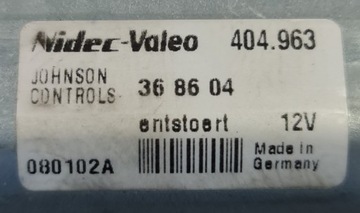 Nidec-Valeo 404.963
JOHNSON
CONTROLS- 36 86 04
entstoert 12V
080102A Made in
Germany